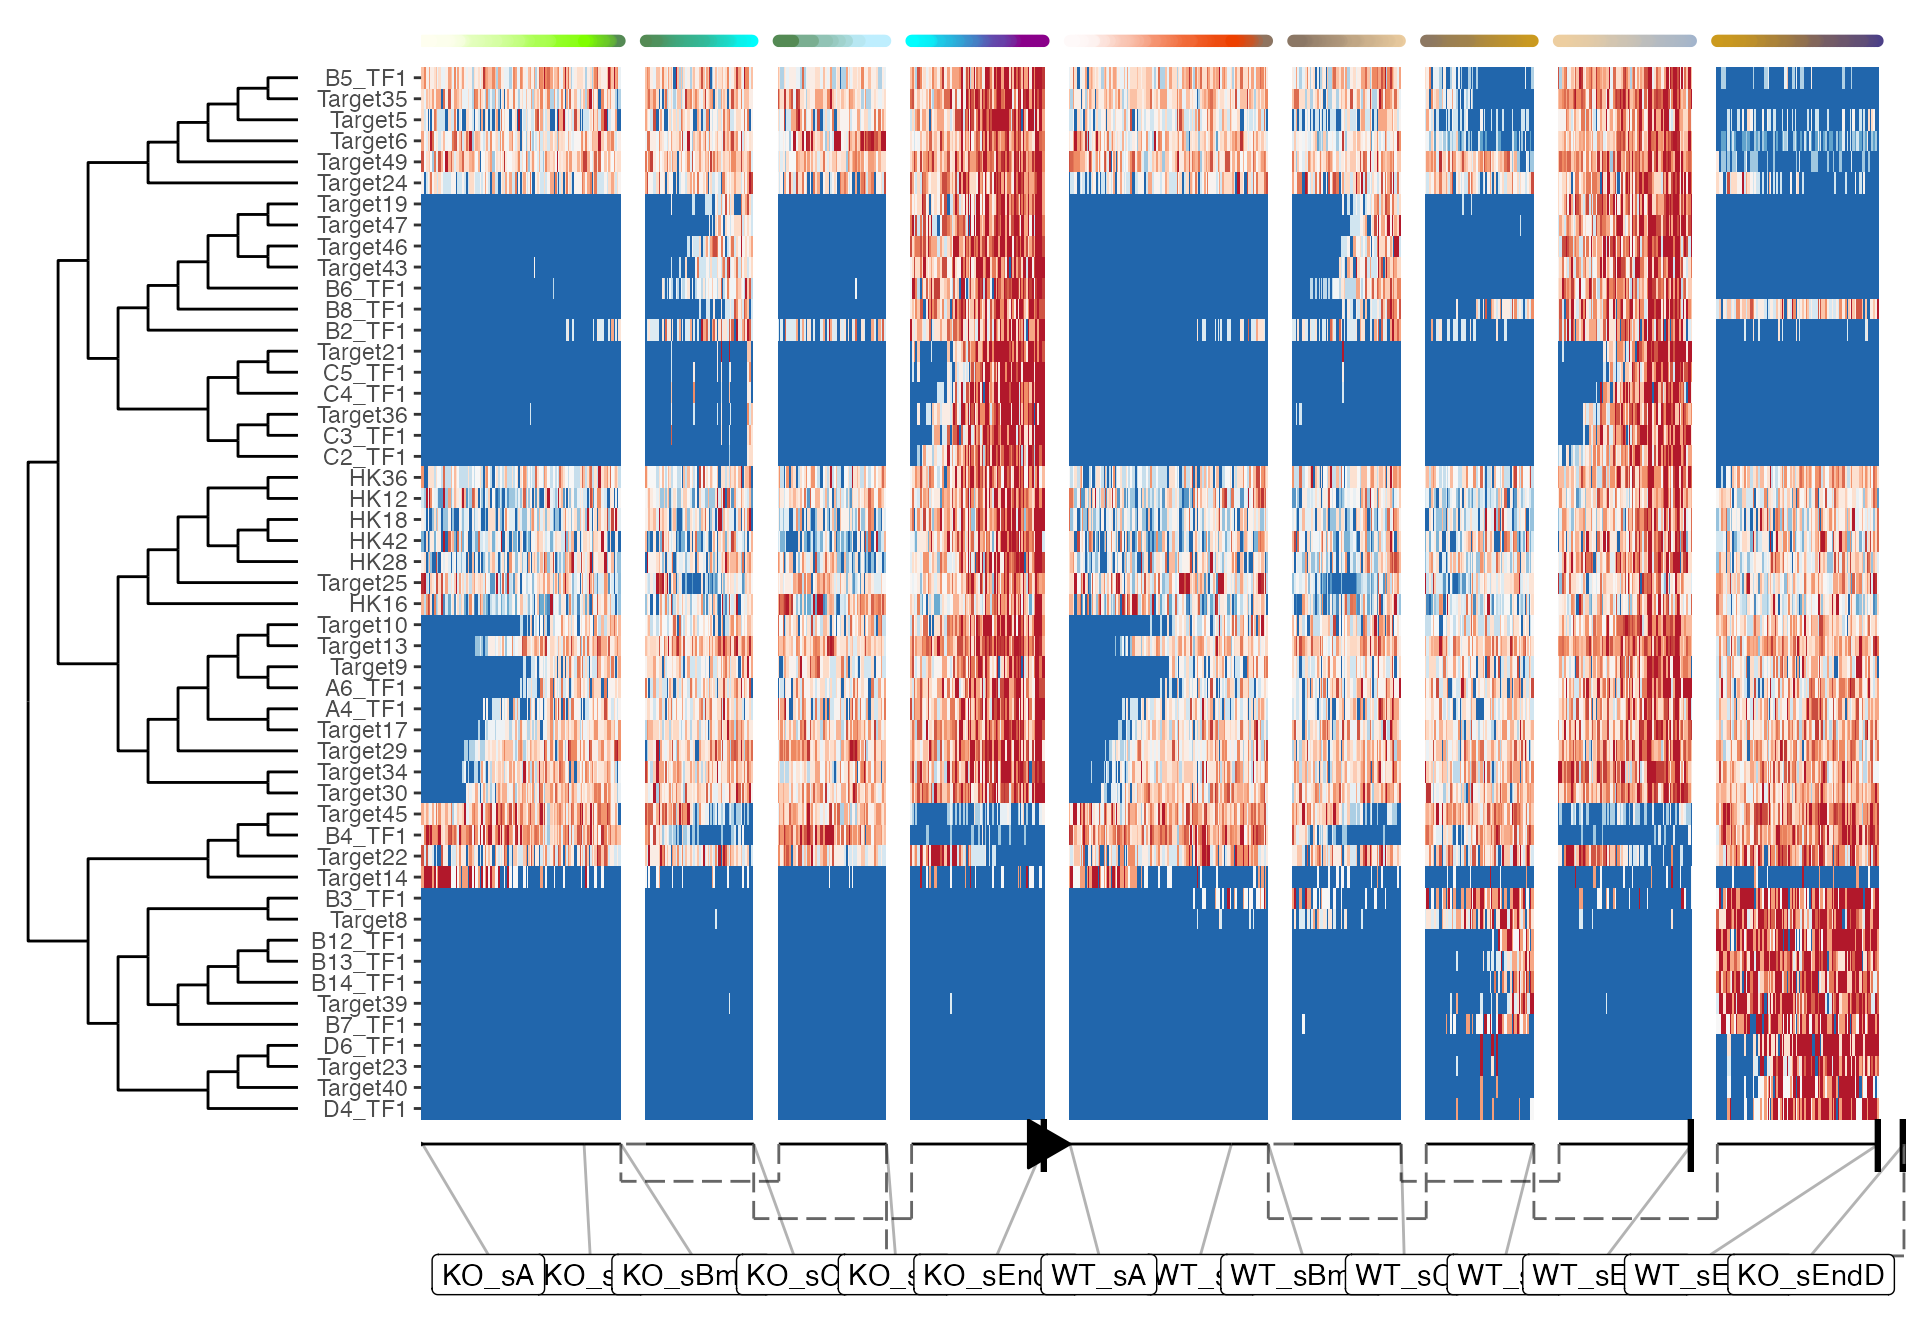 B5_TF1
Target35
Target5
Target6
Target49
Target24
Target19
Target47
Target46
Target43
B6_TF1
B8_TF1
B2_TF1
Target21
C5_TF1
C4_TF1
Target36
C3_TF1
C2_TF1
HK36
HK12
HK18
HK42
HK28
Target25
HK16
Target10
Target13
Target9
A6_TF1
A4_TF1
Target17
Target29
Target34
Target30
Target45
B4_TF1
Target22
Target14
B3_TF1
Target8
B12_TF1
B13_TF1
B14_TF1
Target39
B7_TF1
D6_TF1
Target23
Target40
D4_TF1
KO_sA KO_s KO_sBm KO_sC KO_s KO_sEnd WT_sA WT_s WT_sBm WT_sC WT_s WT_sE WT_sE KO_sEndD